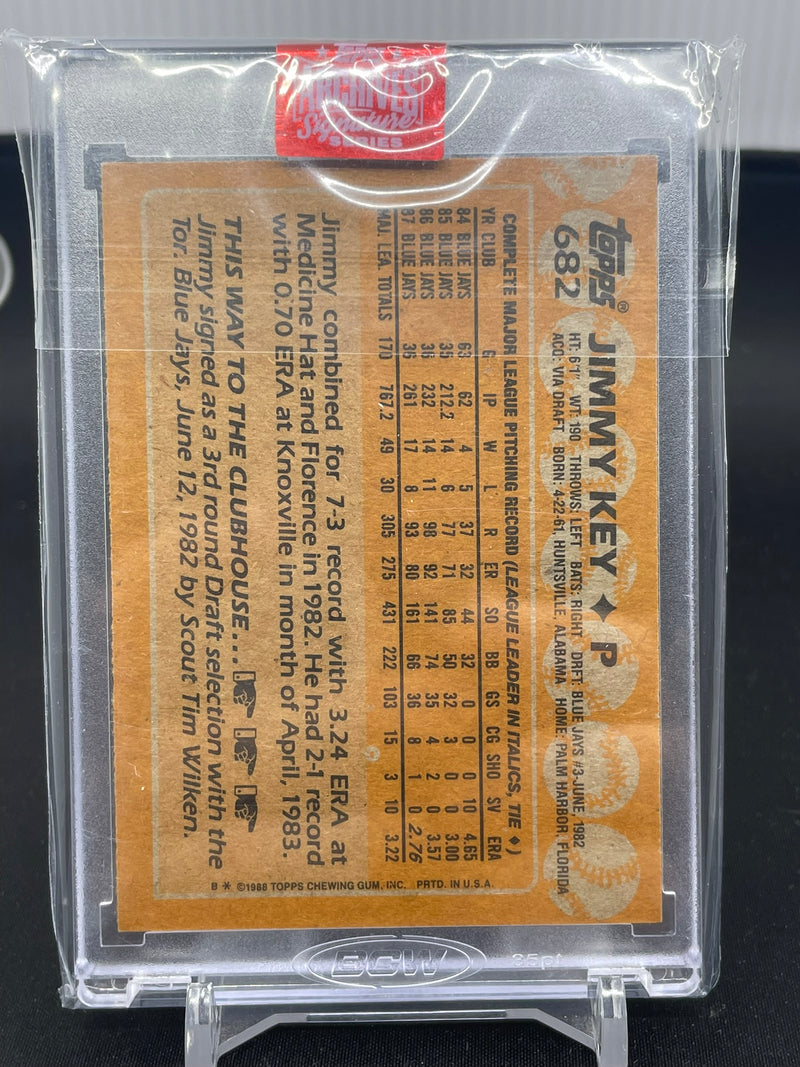 ARCHIVES
Signature
SERIES
Topps®
682
JIMMY KEY ♦ P
HT: 6'1" WT: 190 THROWS: LEFT BATS: RIGHT DRFT: BLUE JAYS #3-JUNE, 1982
ACQ: VIA DRAFT BORN: 4-22-61, HUNTSVILLE, ALABAMA HOME: PALM HARBOR, FLORIDA
COMPLETE MAJOR LEAGUE PITCHING RECORD (LEAGUE LEADER IN ITALICS, TIE ♦)
YR CLUB G IP W L R ER SO BB GS CG SHO SV ERA
84 BLUE JAYS 63 62 4 5 37 32 44 32 0 0 0 10 4.65
85 BLUE JAYS 35 212.2 14 6 77 71 85 50 32 3 0 0 3.00
86 BLUE JAYS 36 232 14 11 98 92 141 74 35 4 2 0 3.57
87 BLUE JAYS 36 261 17 8 93 80 161 66 36 8 1 0 2.76
MAJ. LEA. TOTALS 170 767.2 49 30 305 275 431 222 103 15 3 10 3.22
Jimmy combined for 7-3 record with 3.24 ERA at
Medicine Hat and Florence in 1982. He had 2-1 record
with 0.70 ERA at Knoxville in month of April, 1983.
THIS WAY TO THE CLUBHOUSE...
Jimmy signed as a 3rd round Draft selection with the
Tor. Blue Jays, June 12, 1982 by Scout Tim Wilken.
B * ©1988 TOPPS CHEWING GUM, INC. PRTD. IN U.S.A.
BCW
35pt